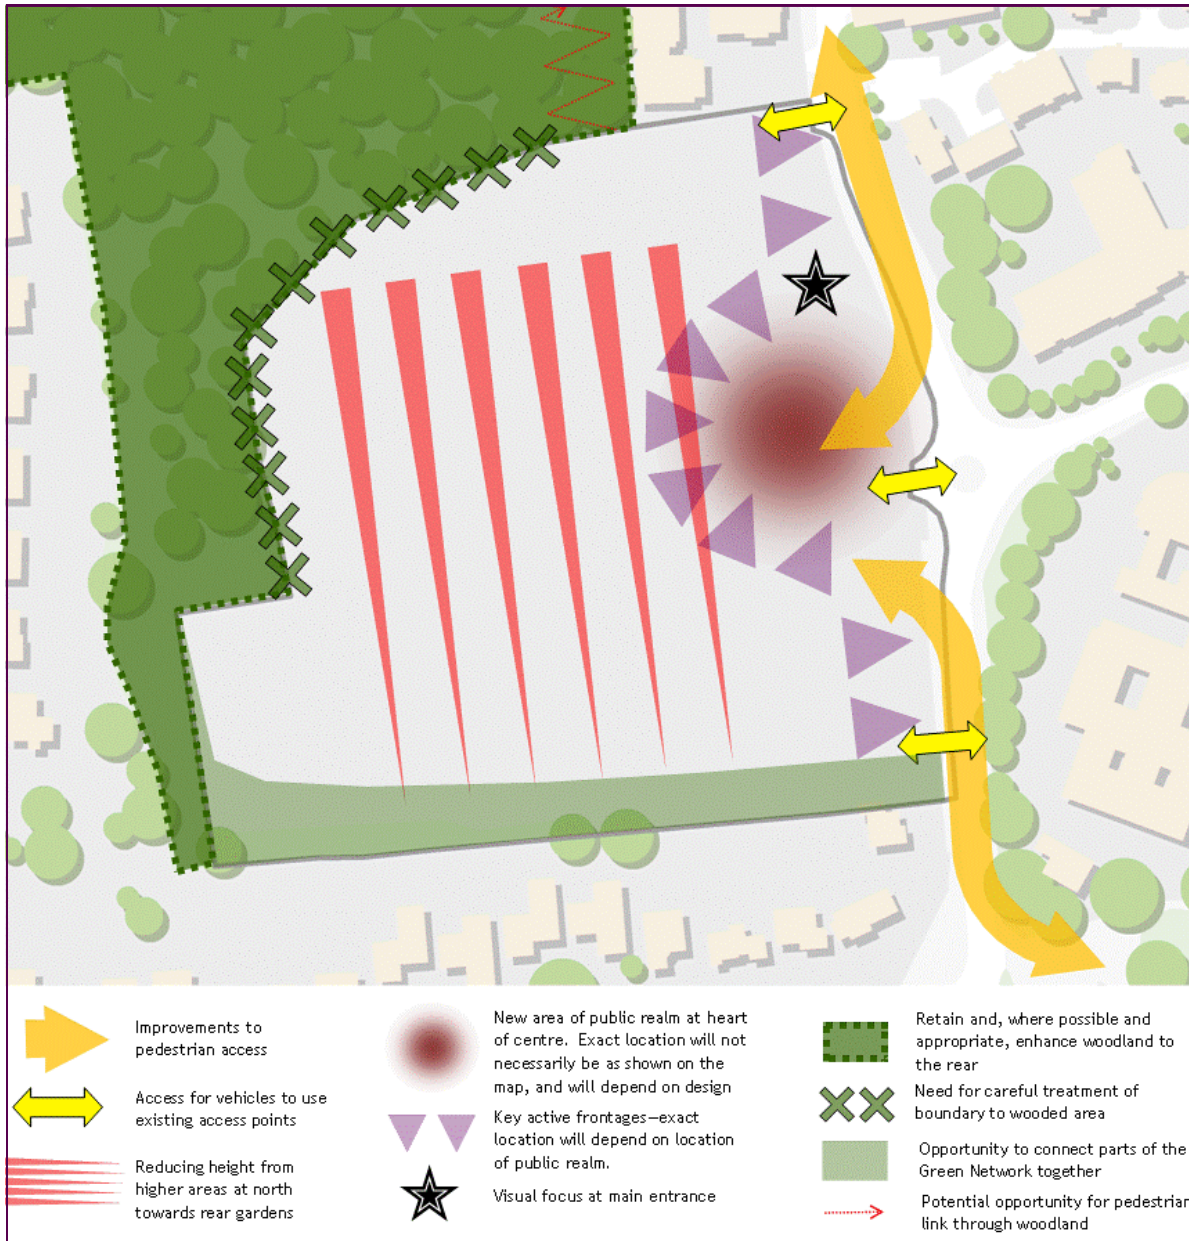 Improvements to
pedestrian access
Access for vehicles to use
existing access points
Reducing height from
higher areas at north
towards rear gardens
New area of public realm at heart
of centre. Exact location will not
necessarily be as shown on the
map, and will depend on design
Key active frontages—exact
location will depend on location
of public realm.
Visual focus at main entrance
Retain and, where possible and
appropriate, enhance woodland to
the rear
Need for careful treatment of
boundary to wooded area
Opportunity to connect parts of the
Green Network together
Potential opportunity for pedestrian
link through woodland